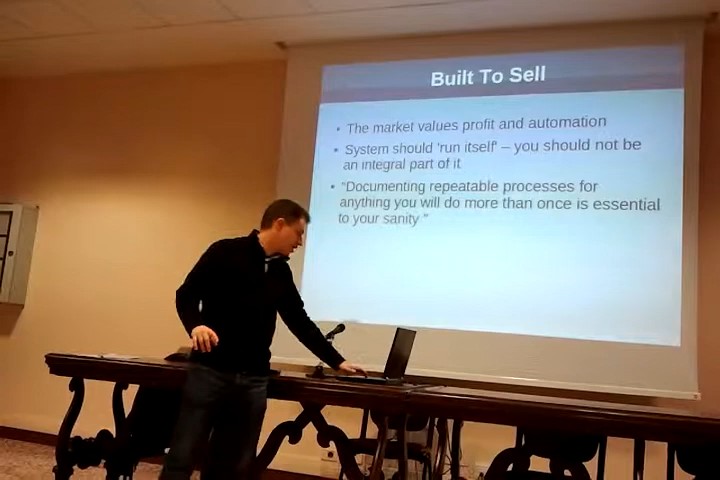 Built To Sell
• The market values profit and automation
• System should 'run itself' – you should not be
an integral part of it
• "Documenting repeatable processes for
anything you will do more than once is essential
to your sanity "